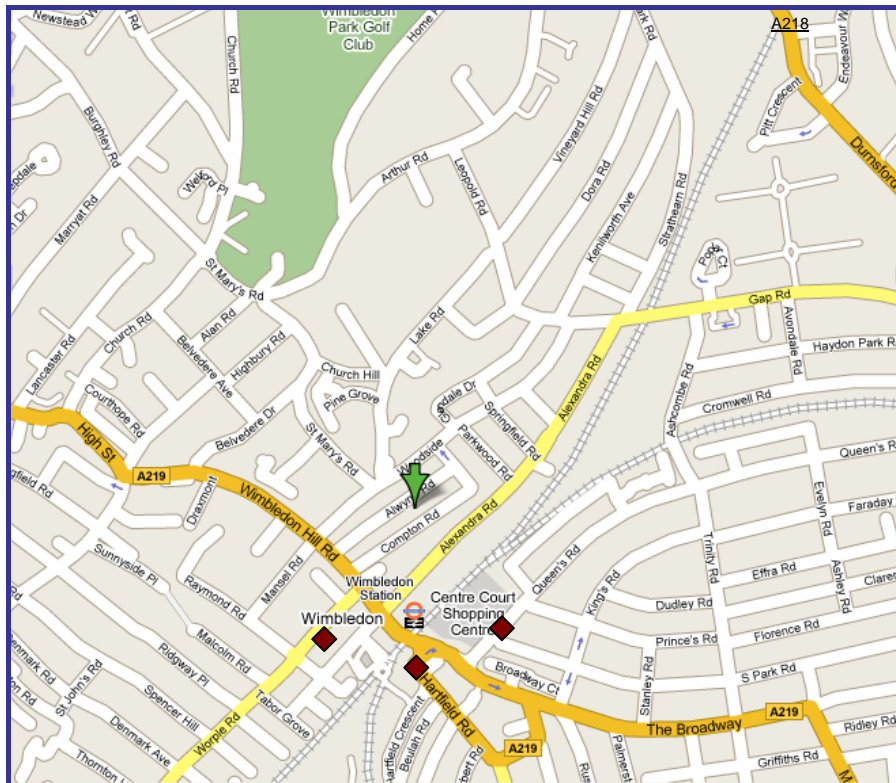 Newstead W
Church Rd
Wimbledon
Park Golf
Club
Home
A218
Endeavour W
Pitt Crescent
Durnsford
Burghley Rd
Marryat Rd
Welford Pl
Arthur Rd
Leopold Rd
Vineyard Hill Rd
Dora Rd
Kenilworth Ave
Strathearn Rd
St Mary's Rd
Alan Rd
Highbury Rd
Church Rd
Belvedere Ave
Lancaster Rd
Courthope Rd
Belvedere Dr
Lake Rd
Church Hill
Pine Grove
St Mary's Rd
Gap Rd
Avondale Rd
Haydon Park R
Ashcombe Rd
Cromwell Rd
Alexandra Rd
Springfield Rd
Parkwood Rd
Woodside
Compton Rd
Alexandra Rd
High St
A219
Wimbledon Hill Rd
Draxmont
Mansel Rd
Sunnyside Pl
Raymond Rd
Malcolm Rd
Ridgway Pl
Tabor Grove
Worple Rd
Spencer Hill
Denmark Ave
St John's Rd
Denmark Rd
Thornton
Wimbledon
Station
Wimbledon
Centre Court
Shopping
Centre
Queen's Rd
King's Rd
Queen's R
Evelyn Rd
Faraday
Trinity Rd
Effra Rd
Ashley Rd
Clare
Dudley Rd
Florence Rd
Prince's Rd
S Park Rd
Stanley Rd
Broadway Ct
The Broadway
A219
Ridley Rd
Griffiths Rd
Palmerst
Rus
M
Hartfield Rd
Hartfield Crescent
Beulah Rd
bert Rd
A219